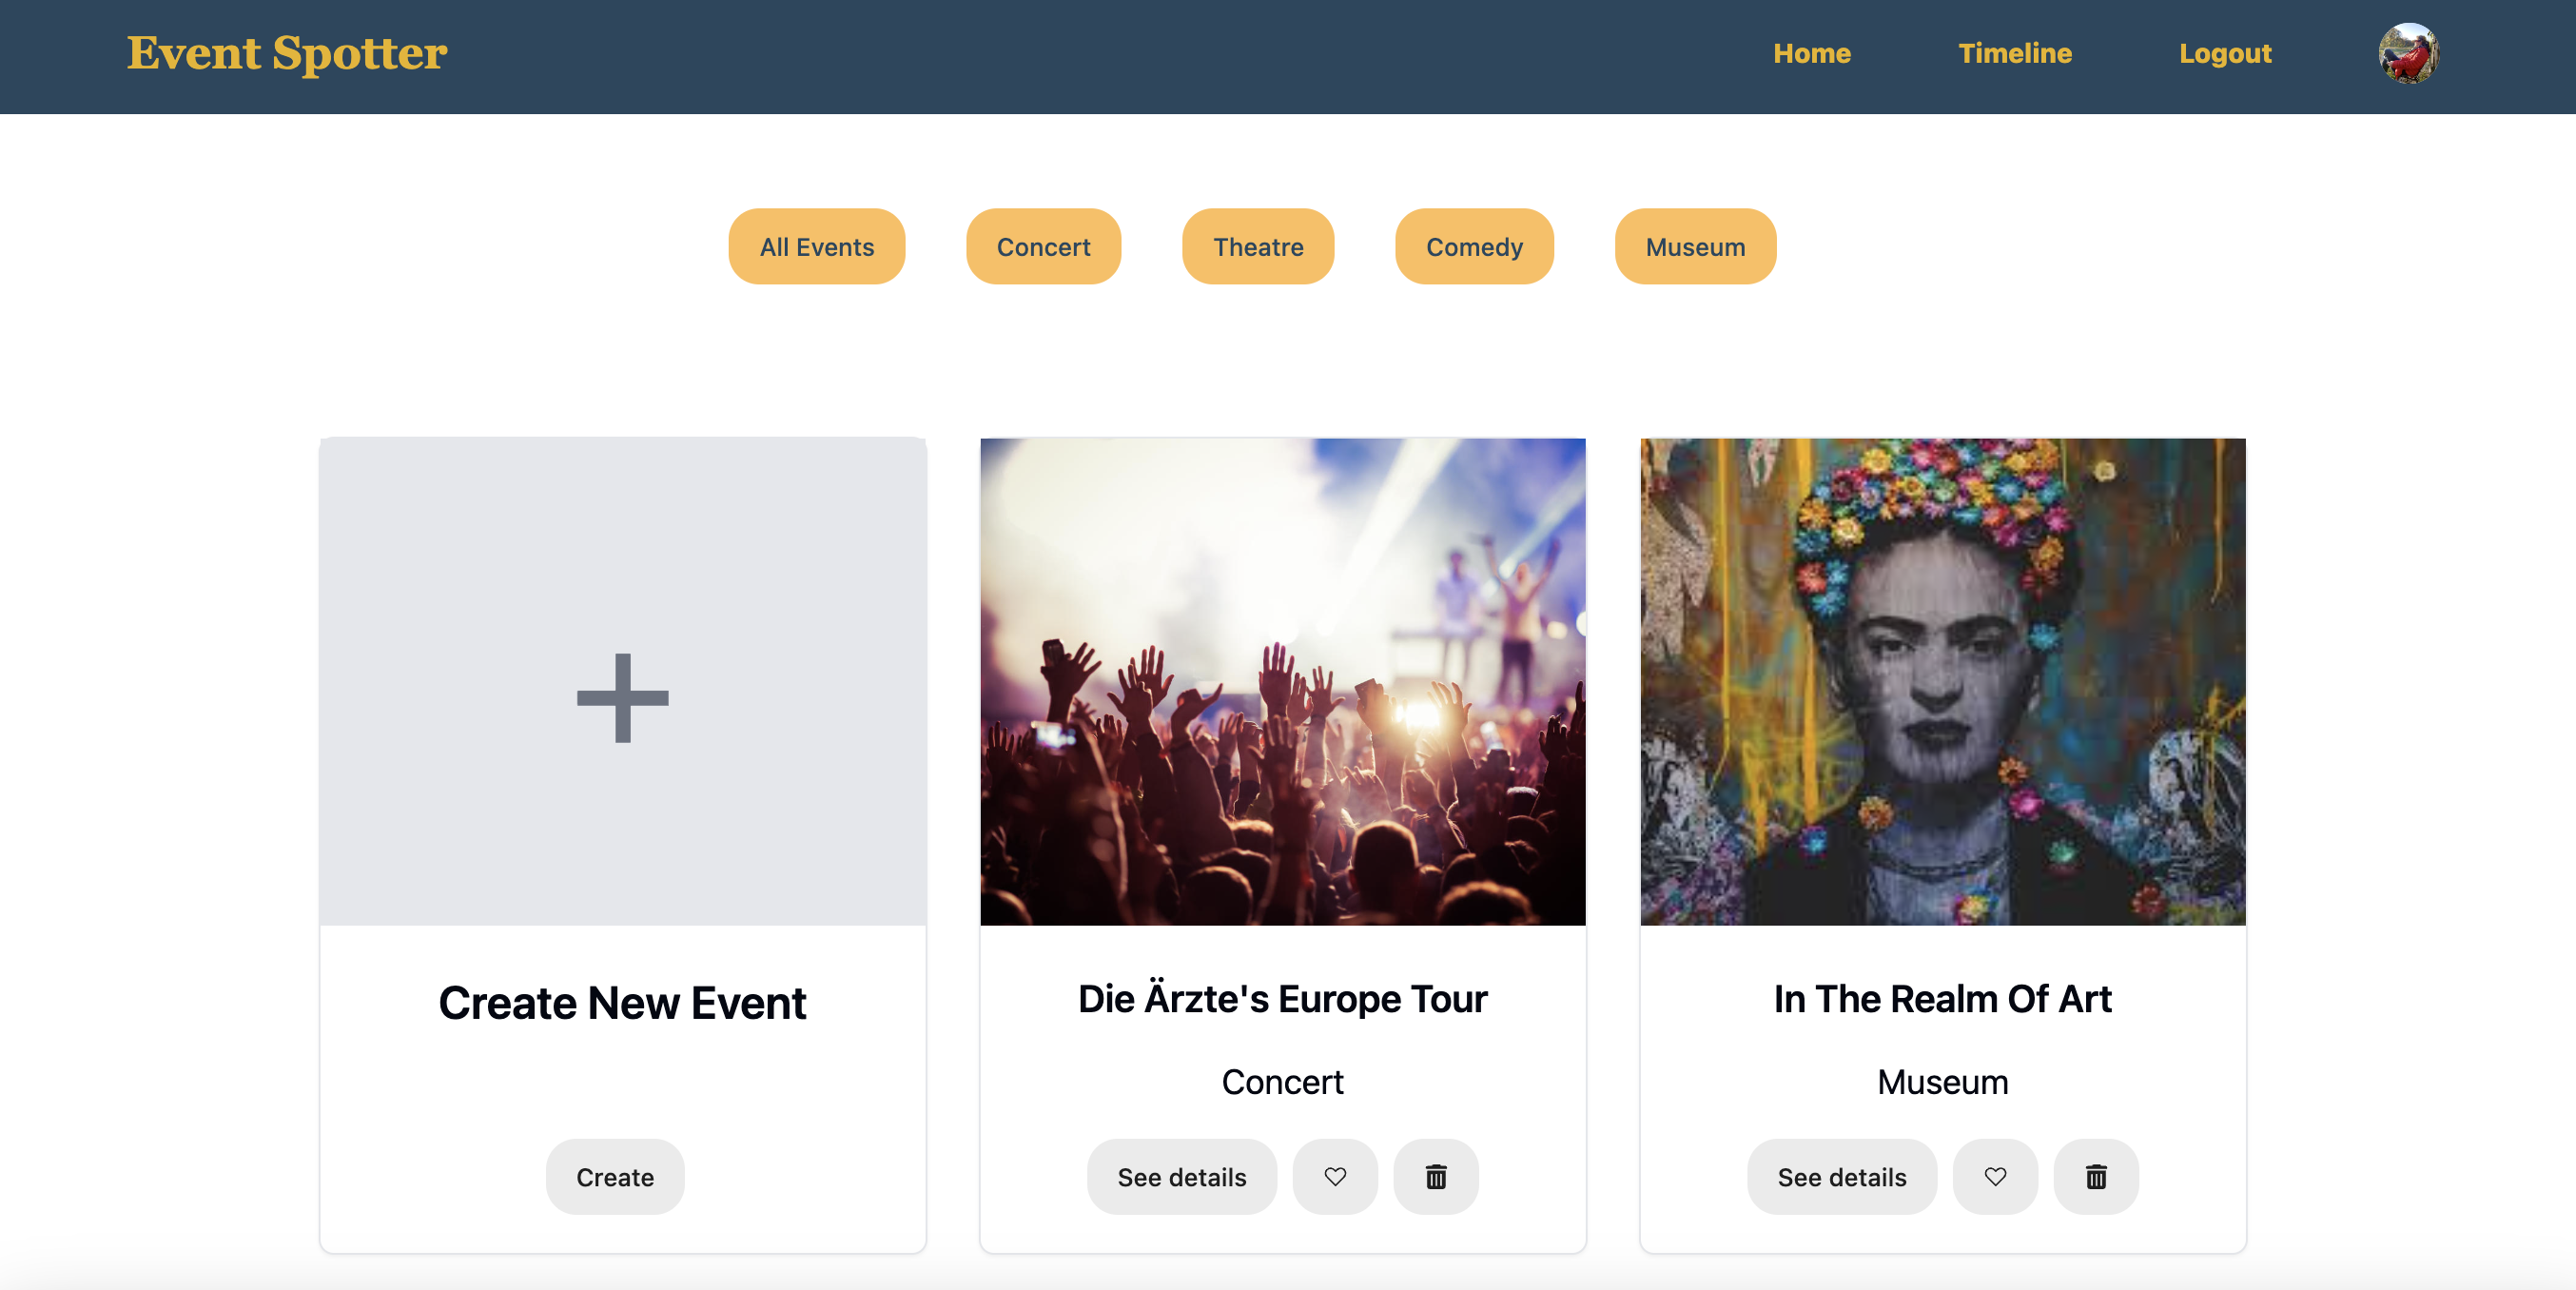 Event Spotter
Home
Timeline
Logout
All Events
Concert
Theatre
Comedy
Museum
Create New Event
Create
Die Ärzte's Europe Tour
Concert
See details
In The Realm Of Art
Museum
See details